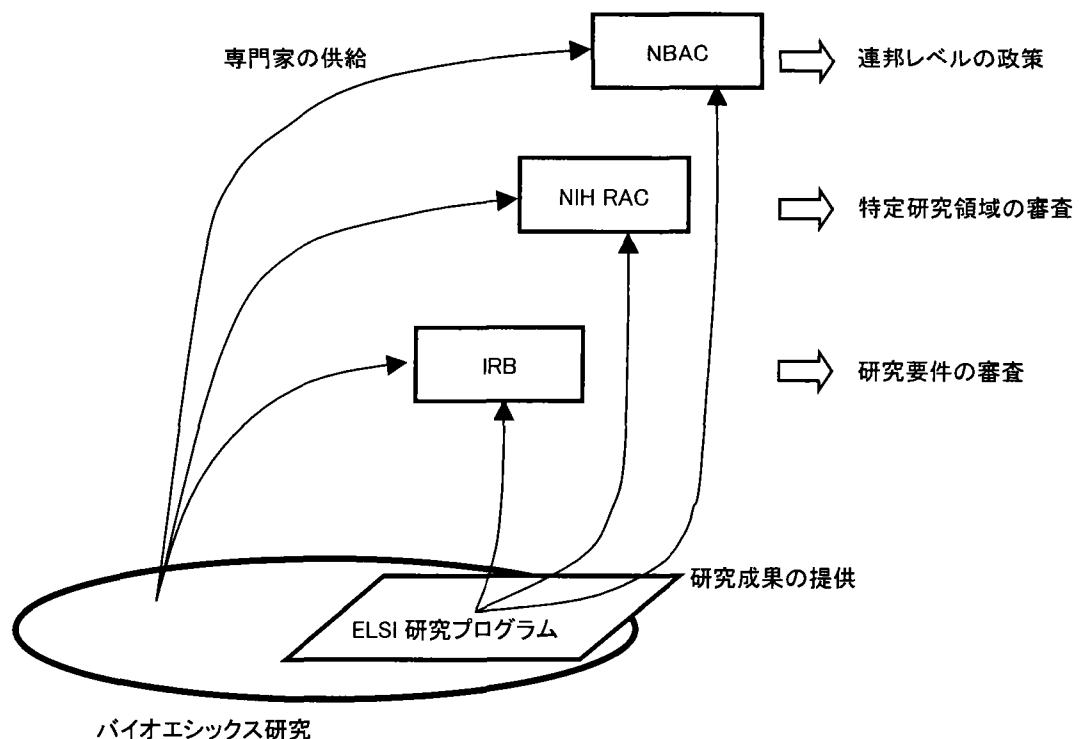 専門家の供給
NBAC
連邦レベルの政策
NIH RAC
特定研究領域の審査
IRB
研究要件の審査
研究成果の提供
ELSI 研究プログラム
バイオエシックス研究